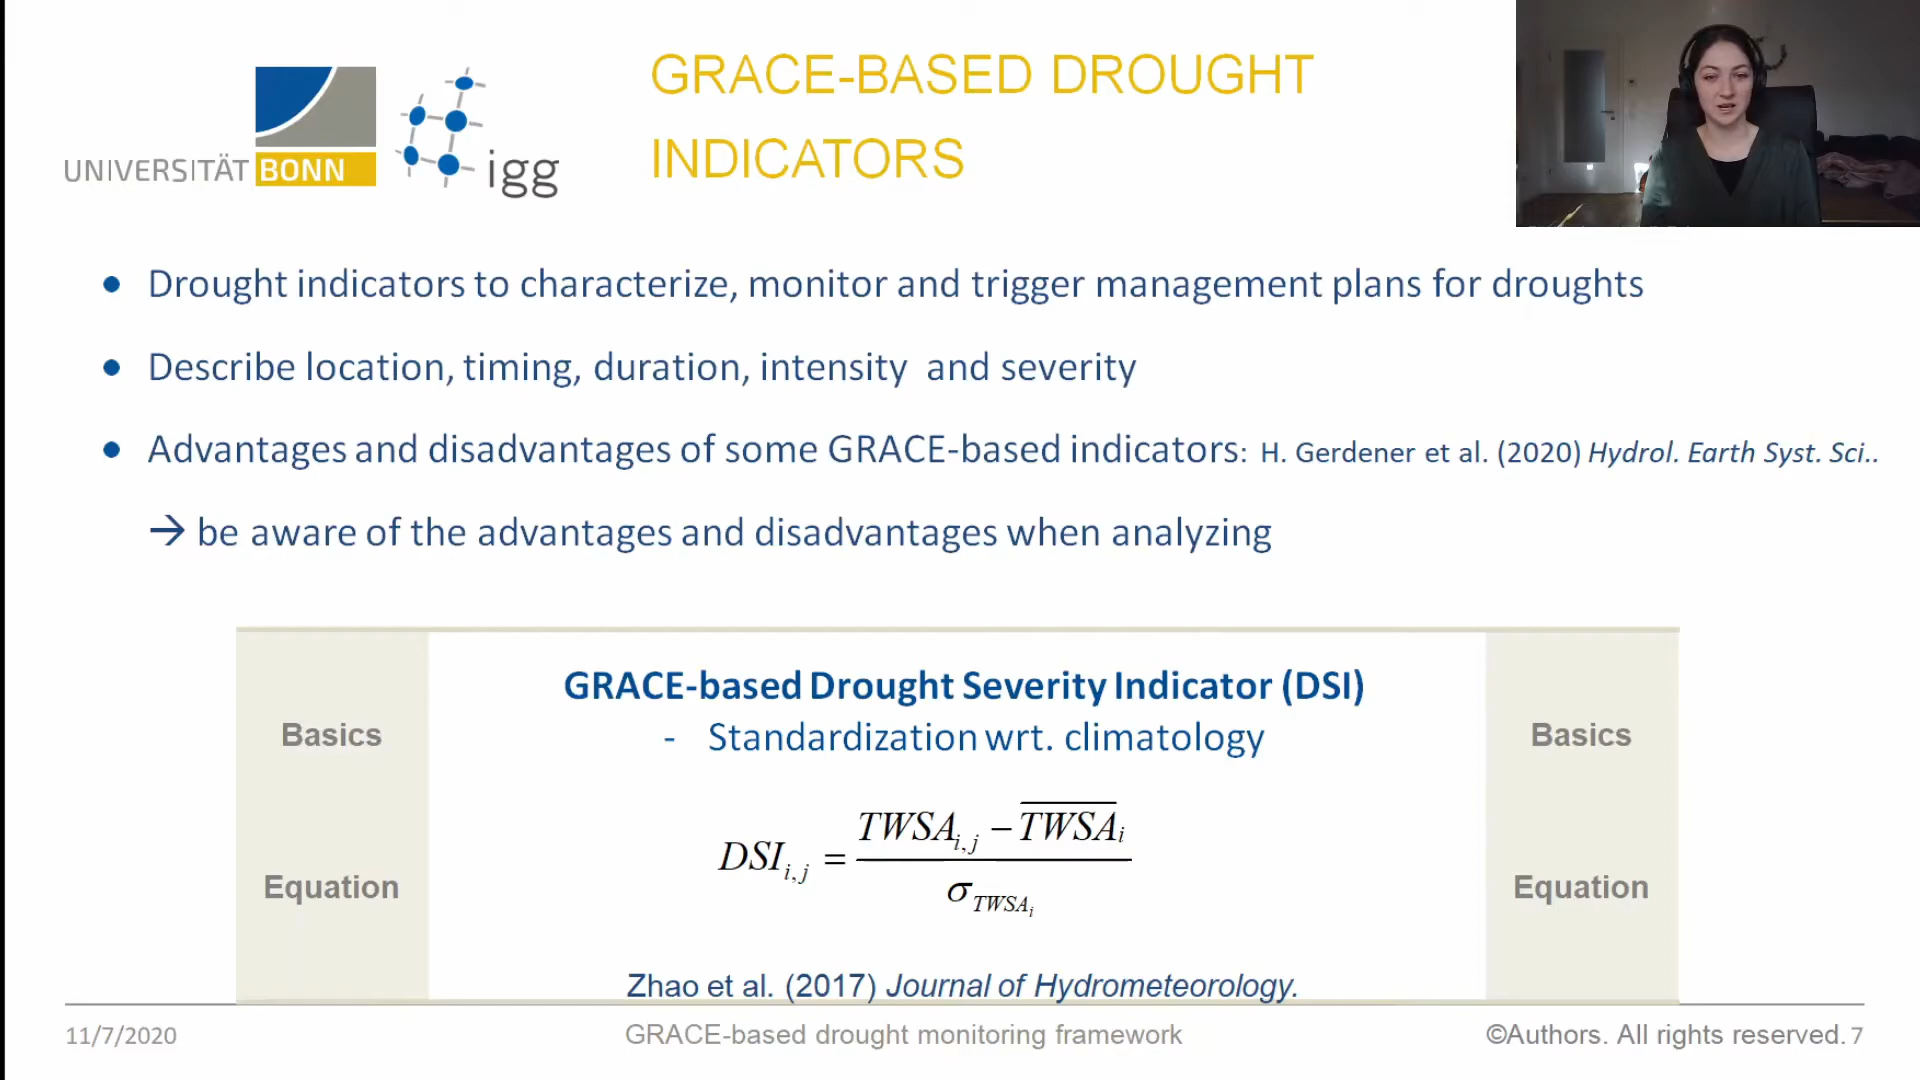 UNIVERSITÄT BONN
igg
GRACE-BASED DROUGHT
INDICATORS
• Drought indicators to characterize, monitor and trigger management plans for droughts
• Describe location, timing, duration, intensity and severity
• Advantages and disadvantages of some GRACE-based indicators: H. Gerdener et al. (2020) Hydrol. Earth Syst. Sci..
→ be aware of the advantages and disadvantages when analyzing
GRACE-based Drought Severity Indicator (DSI)
Basics
- Standardization wrt. climatology
Basics
Equation
DSI_{i,j} = \frac{TWSA_{i,j} - \overline{TWSA}_i}{σ_{TWSA_i}}
Equation
Zhao et al. (2017) Journal of Hydrometeorology.
11/7/2020
GRACE-based drought monitoring framework
©Authors. All rights reserved. 7